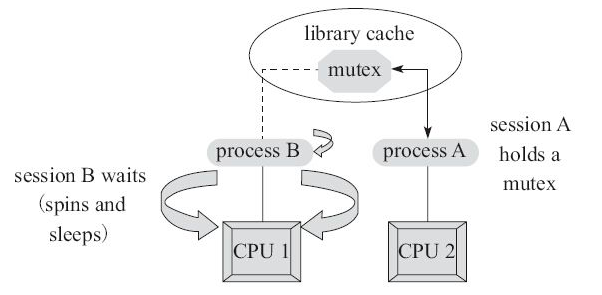 library cache
mutex
process B
process A
session A
holds a
mutex
session B waits
(spins and
sleeps)
CPU 1
CPU 2